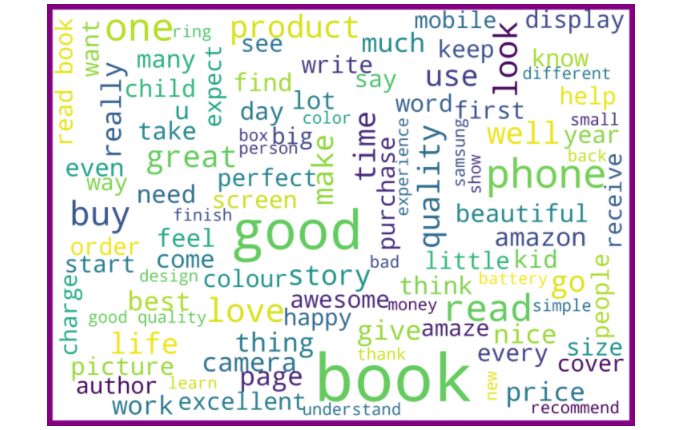 one
ring
product
mobile
display
read book
want
many
see
much
keep
look
know
really
child
expect
find
write
say
use
different
u
day
lot
word
first
help
take
box
big
color
person
time
purchase
experience
quality
samsung
show
well
small
year
back
even
great
make
phone
receive
way
need
perfect
screen
buy
finish
good
beautiful
order
feel
amazon
start
come
bad
little
kid
people
charge
design
colour
story
think
battery
go
best
love
awesome
money
read
simple
good quality
happy
life
thing
give
amaze
nice
picture
camera
thank
every
size
author
learn
page
book
new
price
cover
work
excellent
understand
recommend